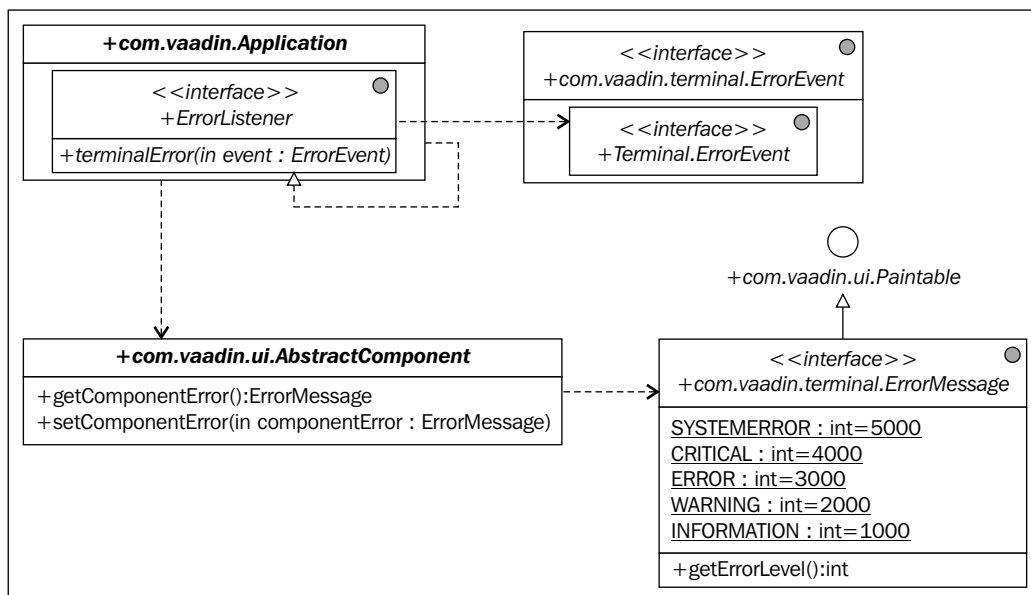 +com.vaadin.Application
<<interface>>
+ErrorListener
+terminalError(in event : ErrorEvent)
<<interface>>
+com.vaadin.terminal.ErrorEvent
<<interface>>
+Terminal.ErrorEvent
+com.vaadin.ui.Paintable
+com.vaadin.ui.AbstractComponent
+getComponentError():ErrorMessage
+setComponentError(in componentError : ErrorMessage)
<<interface>>
+com.vaadin.terminal.ErrorMessage
SYSTEMERROR : int=5000
CRITICAL : int=4000
ERROR : int=3000
WARNING : int=2000
INFORMATION : int=1000
+getErrorLevel():int